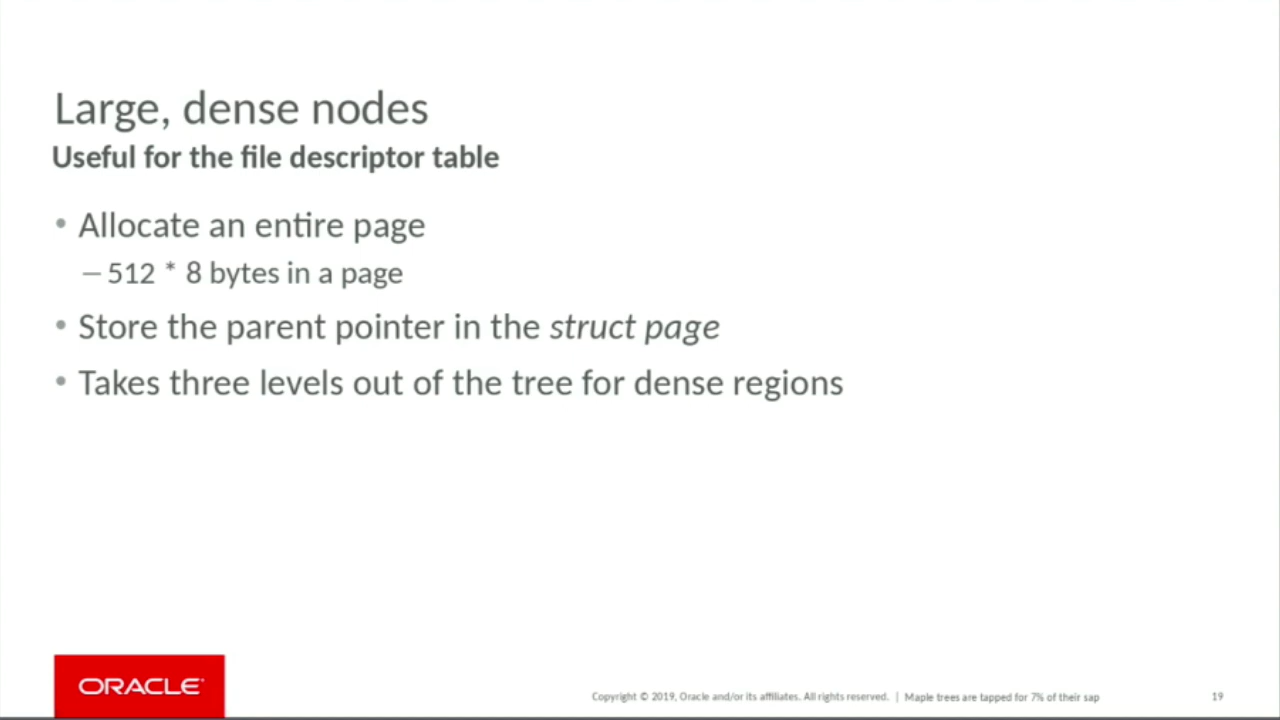 Large, dense nodes
Useful for the file descriptor table
• Allocate an entire page
– 512 * 8 bytes in a page
• Store the parent pointer in the struct page
• Takes three levels out of the tree for dense regions
ORACLE®
Copyright © 2019, Oracle and/or its affiliates. All rights reserved. | Maple trees are tapped for 7% of their sap 19